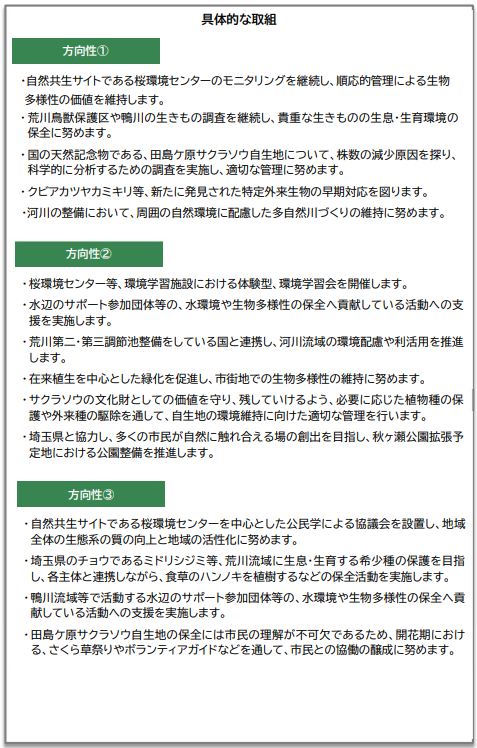 具体的な取組
方向性①
・自然共生サイトである桜環境センターのモニタリングを継続し、順応的管理による生物
多様性の価値を維持します。
・荒川鳥獣保護区や鴨川の生きもの調査を継続し、貴重な生きものの生息・生育環境の
保全に努めます。
・国の天然記念物である、田島ケ原サクラソウ自生地について、株数の減少原因を探り、
科学的に分析するための調査を実施し、適切な管理に努めます。
・クビアカツヤカミキリ等、新たに発見された特定外来生物の早期対応を図ります。
・河川の整備において、周囲の自然環境に配慮した多自然川づくりの維持に努めます。
方向性②
・桜環境センター等、環境学習施設における体験型、環境学習会を開催します。
・水辺のサポート参加団体等の、水環境や生物多様性の保全へ貢献している活動への支
援を実施します。
・荒川第二・第三調節池整備をしている国と連携し、河川流域の環境配慮や利活用を推進
します。
・在来植生を中心とした緑化を促進し、市街地での生物多様性の維持に努めます。
・サクラソウの文化財としての価値を守り、残していけるよう、必要に応じた植物種の保
護や外来種の駆除を通して、自生地の環境維持に向けた適切な管理を行います。
・埼玉県と協力し、多くの市民が自然に触れ合える場の創出を目指し、秋ヶ瀬公園拡張予
定地における公園整備を推進します。
方向性③
・自然共生サイトである桜環境センターを中心とした公民学による協議会を設置し、地域
全体の生態系の質の向上と地域の活性化に努めます。
・埼玉県のチョウであるミドリシジミ等、荒川流域に生息・生育する希少種の保護を目指
し、各主体と連携しながら、食草のハンノキを植樹するなどの保全活動を実施します。
・鴨川流域等で活動する水辺のサポート参加団体等の、水環境や生物多様性の保全へ貢
献している活動への支援を実施します。
・田島ケ原サクラソウ自生地の保全には市民の理解が不可欠であるため、開花期におけ
る、さくら草祭りやボランティアガイドなどを通して、市民との協働の醸成に努めます。